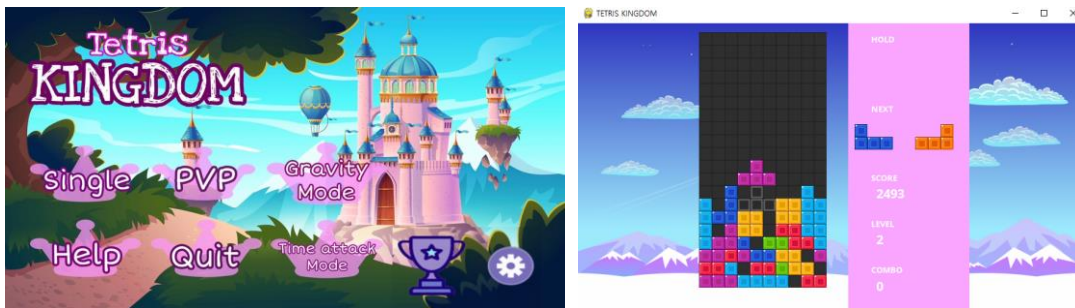 Tetris
KINGDOM
Single
PVP
Gravity
Mode
Help
Quit
Time attack
Mode
TETRIS KINGDOM
HOLD
NEXT
SCORE
2493
LEVEL
2
COMBO
0